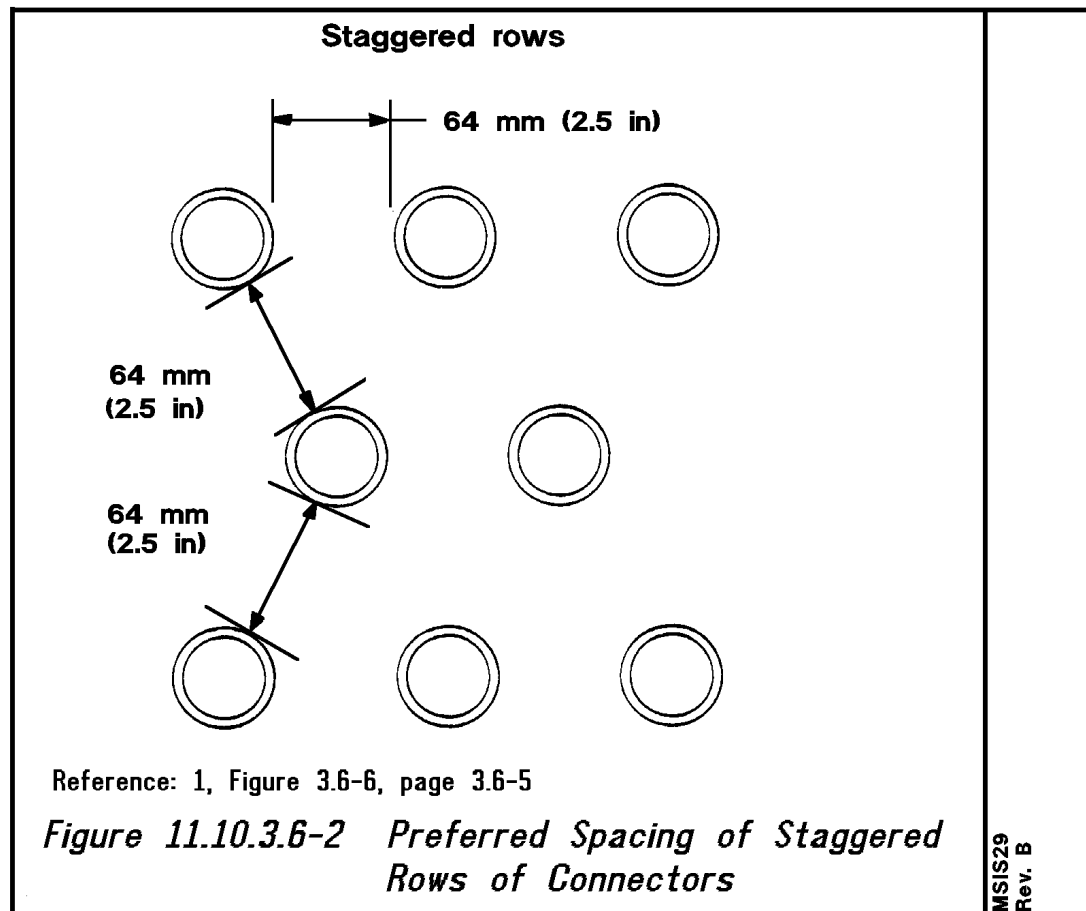 Staggered rows
64 mm (2.5 in)
64 mm
(2.5 in)
64 mm
(2.5 in)
Reference: 1, Figure 3.6-6, page 3.6-5
Figure 11.10.3.6-2 Preferred Spacing of Staggered
Rows of Connectors
MSIS29
Rev. B